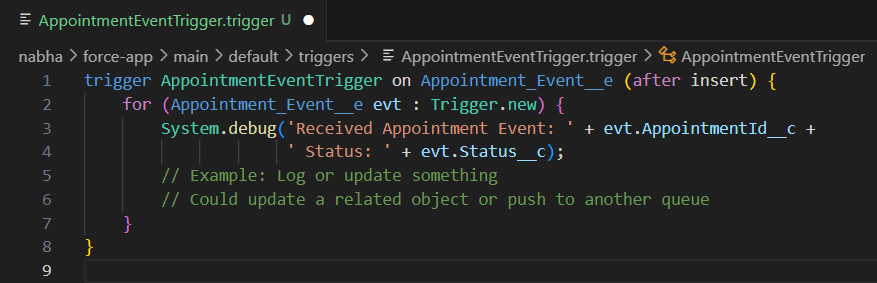 AppointmentEventTrigger.trigger U ●
nabha > force-app > main > default > triggers > AppointmentEventTrigger.trigger > AppointmentEventTrigger
1 trigger AppointmentEventTrigger on Appointment_Event__e (after insert) {
2     for (Appointment_Event__e evt : Trigger.new) {
3         System.debug('Received Appointment Event: ' + evt.AppointmentId__c +
4                      ' Status: ' + evt.Status__c);
5         // Example: Log or update something
6         // Could update a related object or push to another queue
7     }
8 }
9